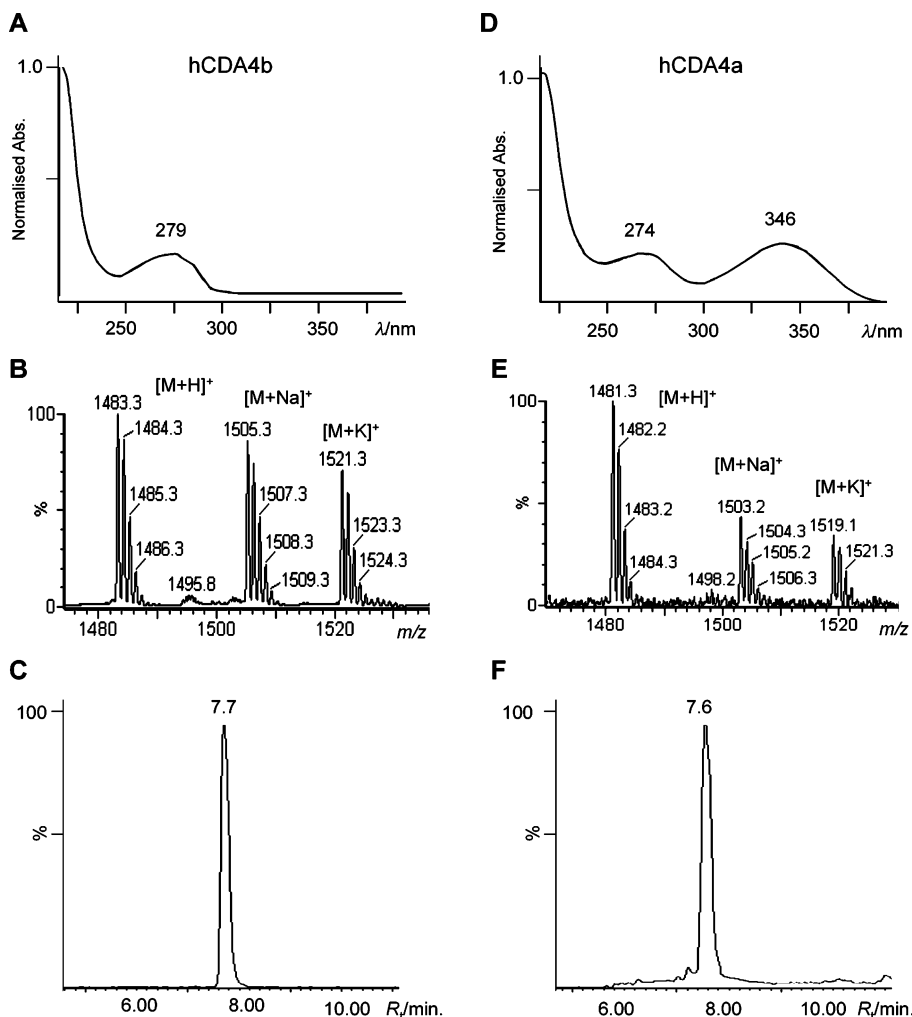 A
hCDA4b
1.0
Normalised Abs.
279
250
300
350
λ/nm
D
hCDA4a
1.0
Normalised Abs.
274
346
250
300
350
λ/nm
B
[M+H]+
1483.3
1484.3
1485.3
1486.3
[M+Na]+
1505.3
1507.3
1508.3
1509.3
[M+K]+
1521.3
1523.3
1524.3
1495.8
100
%
0
1480
1500
1520
m/z
E
[M+H]+
1481.3
1482.2
1483.2
1484.3
[M+Na]+
1503.2
1504.3
1505.2
1506.3
[M+K]+
1519.1
1521.3
1498.2
100
%
0
1480
1500
1520
m/z
C
7.7
100
%
6.00
8.00
10.00
Rt/min.
F
7.6
100
%
6.00
8.00
10.00
Rt/min.